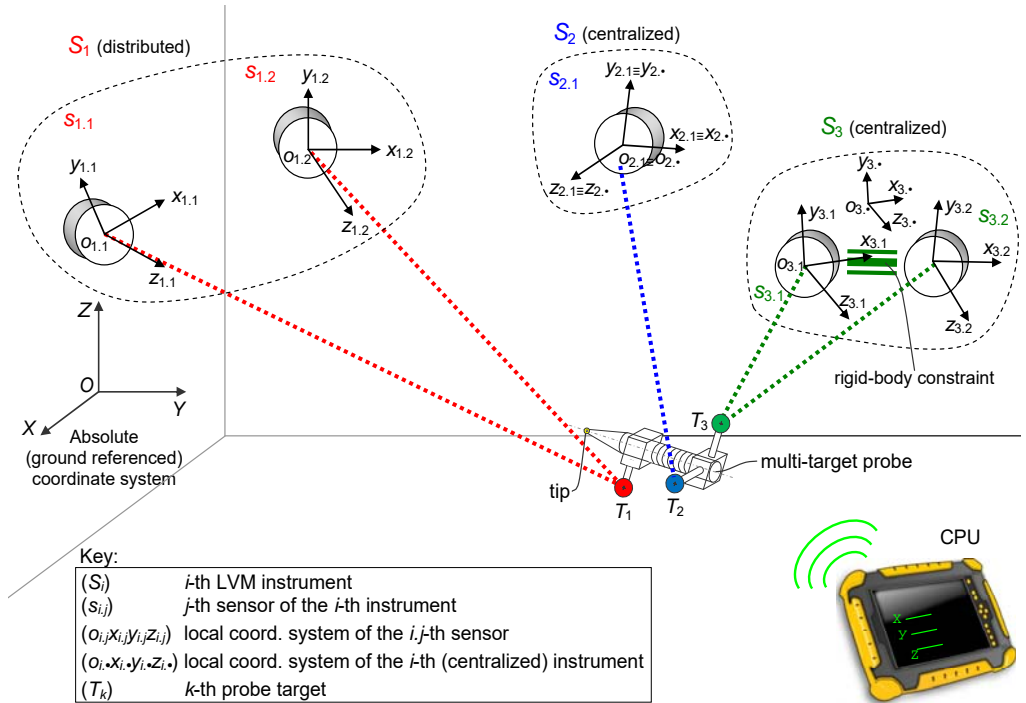 S₁ (distributed)
S₂ (centralized)
S₃ (centralized)
s₁.₁
y₁.₁
x₁.₁
o₁.₁
z₁.₁
s₁.₂
y₁.₂
x₁.₂
o₁.₂
z₁.₂
s₂.₁
y₂.₁≡y₂.•
x₂.₁≡x₂.•
o₂.₁≡o₂.•
z₂.₁≡z₂.•
y₃.•
x₃.•
o₃.•
z₃.•
s₃.₁
y₃.₁
x₃.₁
o₃.₁
z₃.₁
s₃.₂
y₃.₂
x₃.₂
z₃.₂
rigid-body constraint
Z
O
X
Y
Absolute
(ground referenced)
coordinate system
tip
T₁
T₂
T₃
multi-target probe
CPU
X
Y
Z
Key:
(Sᵢ) i-th LVM instrument
(sᵢ.ⱼ) j-th sensor of the i-th instrument
(oᵢ.ⱼxᵢ.ⱼyᵢ.ⱼzᵢ.ⱼ) local coord. system of the i.j-th sensor
(oᵢ.•xᵢ.•yᵢ.•zᵢ.•) local coord. system of the i-th (centralized) instrument
(Tₖ) k-th probe target